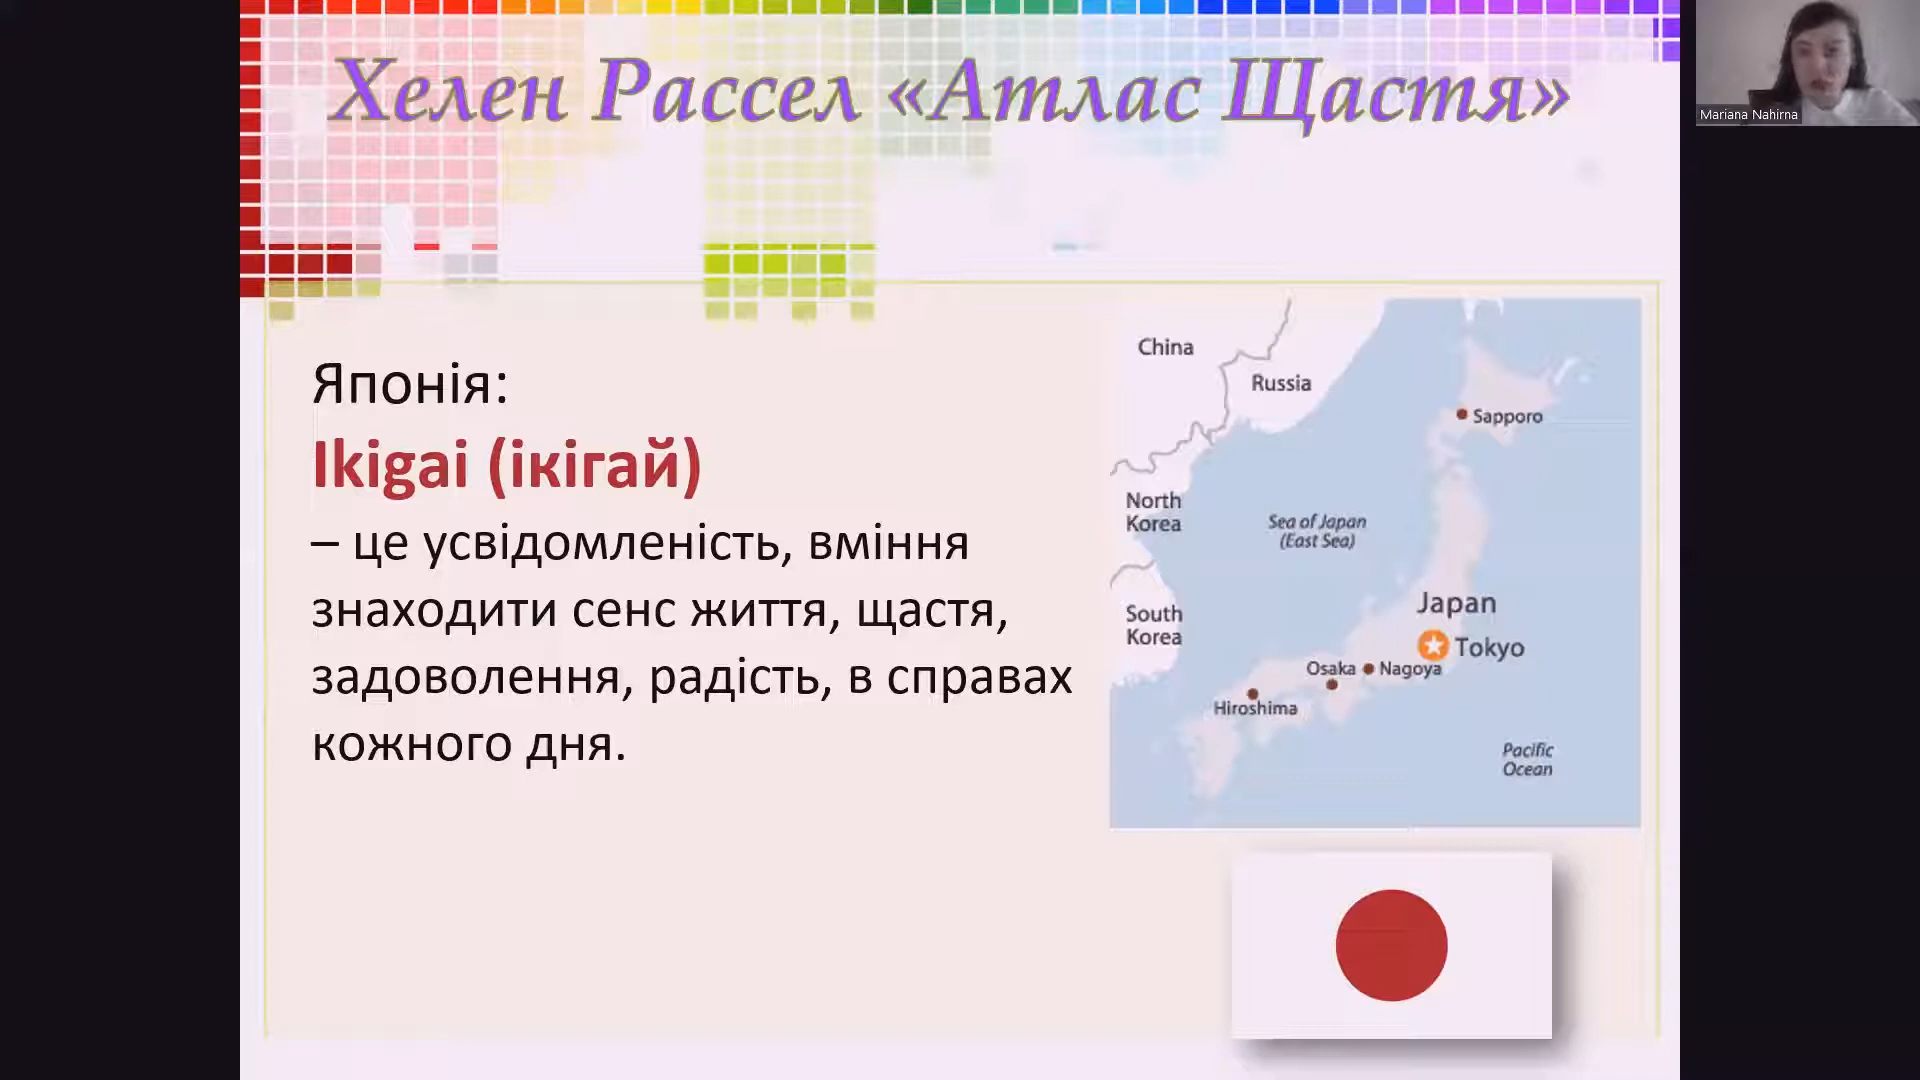 Хелен Рассел «Атлас Щастя»
Mariana Nahirna
Японія:
Ikigai (ікігай)
– це усвідомленість, вміння
знаходити сенс життя, щастя,
задоволення, радість, в справах
кожного дня.
China
Russia
Sapporo
North
Korea
Sea of Japan
(East Sea)
South
Korea
Japan
Tokyo
Osaka
Nagoya
Hiroshima
Pacific
Ocean